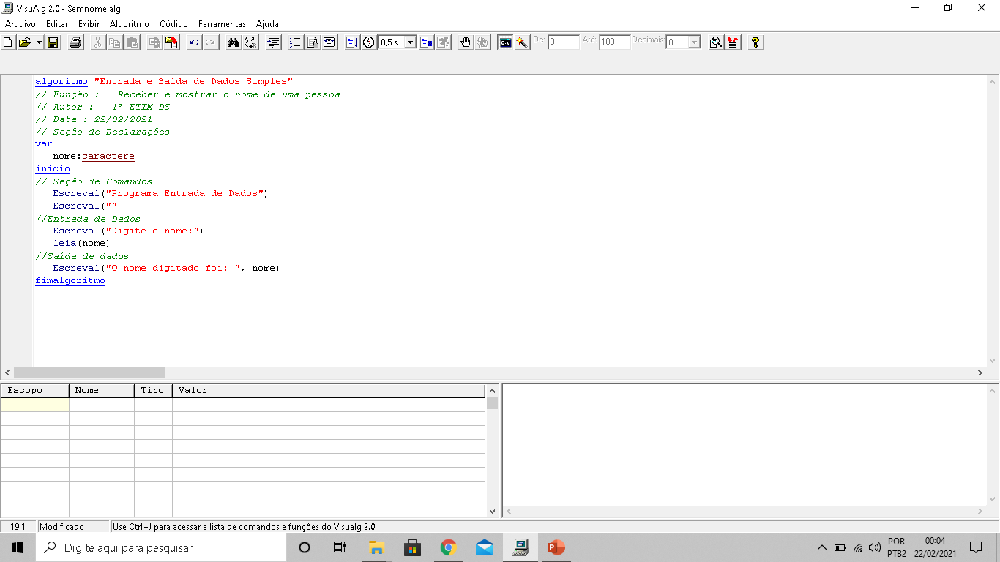 VisuAlg 2.0 - Semnome.alg
Arquivo Editar Exibir Algoritmo Código Ferramentas Ajuda
0,5 s De: 0 Até: 100 Decimais: 0
algoritmo "Entrada e Saída de Dados Simples"
// Função :   Receber e mostrar o nome de uma pessoa
// Autor :   1º ETIM DS
// Data : 22/02/2021
// Seção de Declarações
var
   nome:caractere
inicio
// Seção de Comandos
   Escreval("Programa Entrada de Dados")
   Escreval(""
//Entrada de Dados
   Escreval("Digite o nome:")
   leia(nome)
//Saída de dados
   Escreval("O nome digitado foi: ", nome)
fimalgoritmo
Escopo Nome Tipo Valor
19:1 Modificado Use Ctrl+J para acessar a lista de comandos e funções do Visualg 2.0
Digite aqui para pesquisar
POR
PTB2
00:04
22/02/2021